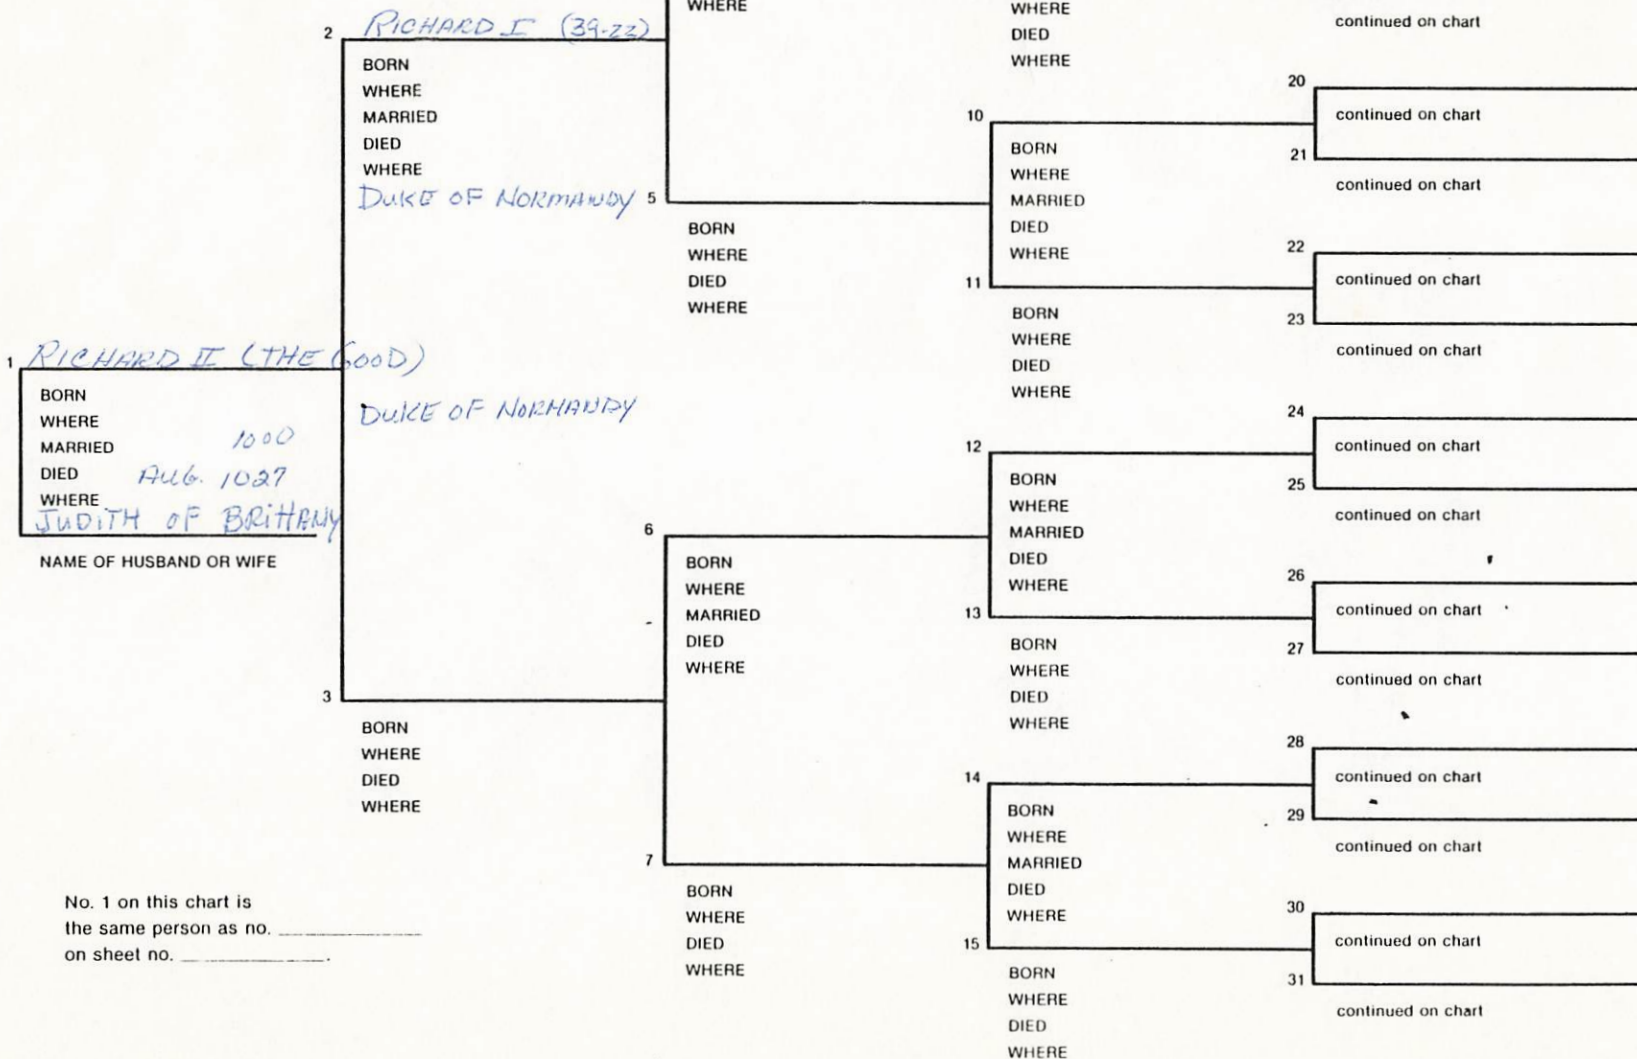 2 RICHARD I (39-22)
BORN
WHERE
MARRIED
DIED
WHERE
DUKE OF NORMANDY
1 RICHARD II (THE GOOD)
BORN
WHERE
MARRIED 1000
DIED AUG. 1027
WHERE
JUDITH OF BRITTANY
NAME OF HUSBAND OR WIFE
DUKE OF NORMANDY
3
BORN
WHERE
DIED
WHERE
No. 1 on this chart is
the same person as no.
on sheet no.
WHERE
5
BORN
WHERE
DIED
WHERE
6
BORN
WHERE
MARRIED
DIED
WHERE
7
BORN
WHERE
DIED
WHERE
WHERE
DIED
WHERE
10
BORN
WHERE
MARRIED
DIED
WHERE
11
BORN
WHERE
DIED
WHERE
12
BORN
WHERE
MARRIED
DIED
WHERE
13
BORN
WHERE
DIED
WHERE
14
BORN
WHERE
MARRIED
DIED
WHERE
15
BORN
WHERE
DIED
WHERE
continued on chart
20
continued on chart
21
continued on chart
22
continued on chart
23
continued on chart
24
continued on chart
25
continued on chart
26
continued on chart
27
continued on chart
28
continued on chart
29
continued on chart
30
continued on chart
31
continued on chart